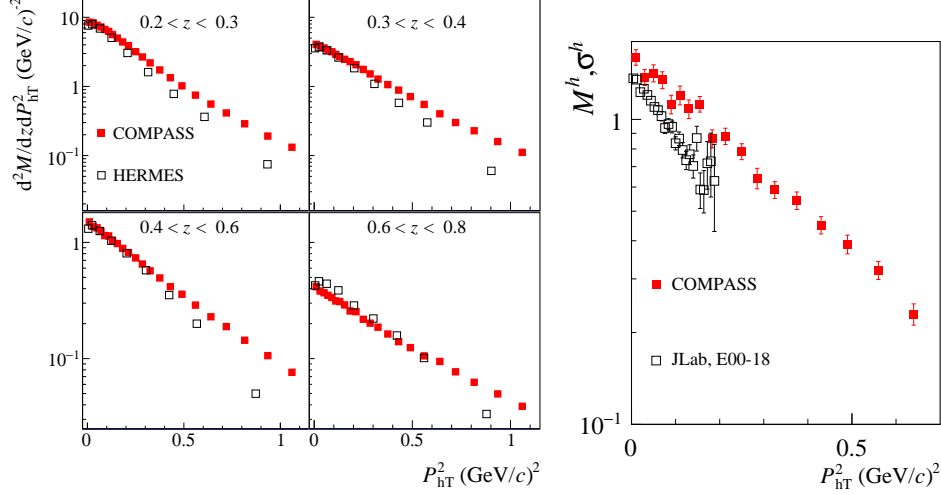 d²M/dzdP²hT (GeV/c)⁻²
0.2 < z < 0.3
0.3 < z < 0.4
10
1
10⁻¹
COMPASS
HERMES
0.4 < z < 0.6
0.6 < z < 0.8
1
10⁻¹
0 0.5 1 0 0.5 1
P²hT (GeV/c)²
Mʰ,σʰ
1
10⁻¹
COMPASS
JLab, E00-18
0 0.5
P²hT (GeV/c)²